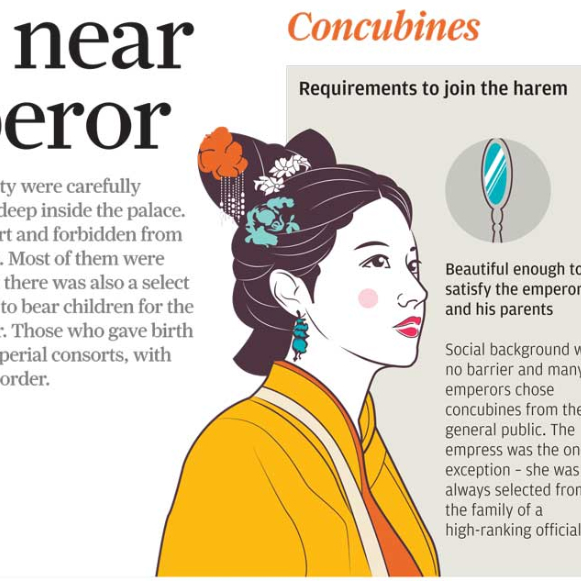 near
eror
ty were carefully
deep inside the palace.
rt and forbidden from
. Most of them were
there was also a select
to bear children for the
r. Those who gave birth
perial consorts, with
order.
Concubines
Requirements to join the harem
Beautiful enough to
satisfy the emperor
and his parents
Social background w
no barrier and many
emperors chose
concubines from the
general public. The
empress was the on
exception – she was
always selected from
the family of a
high-ranking official